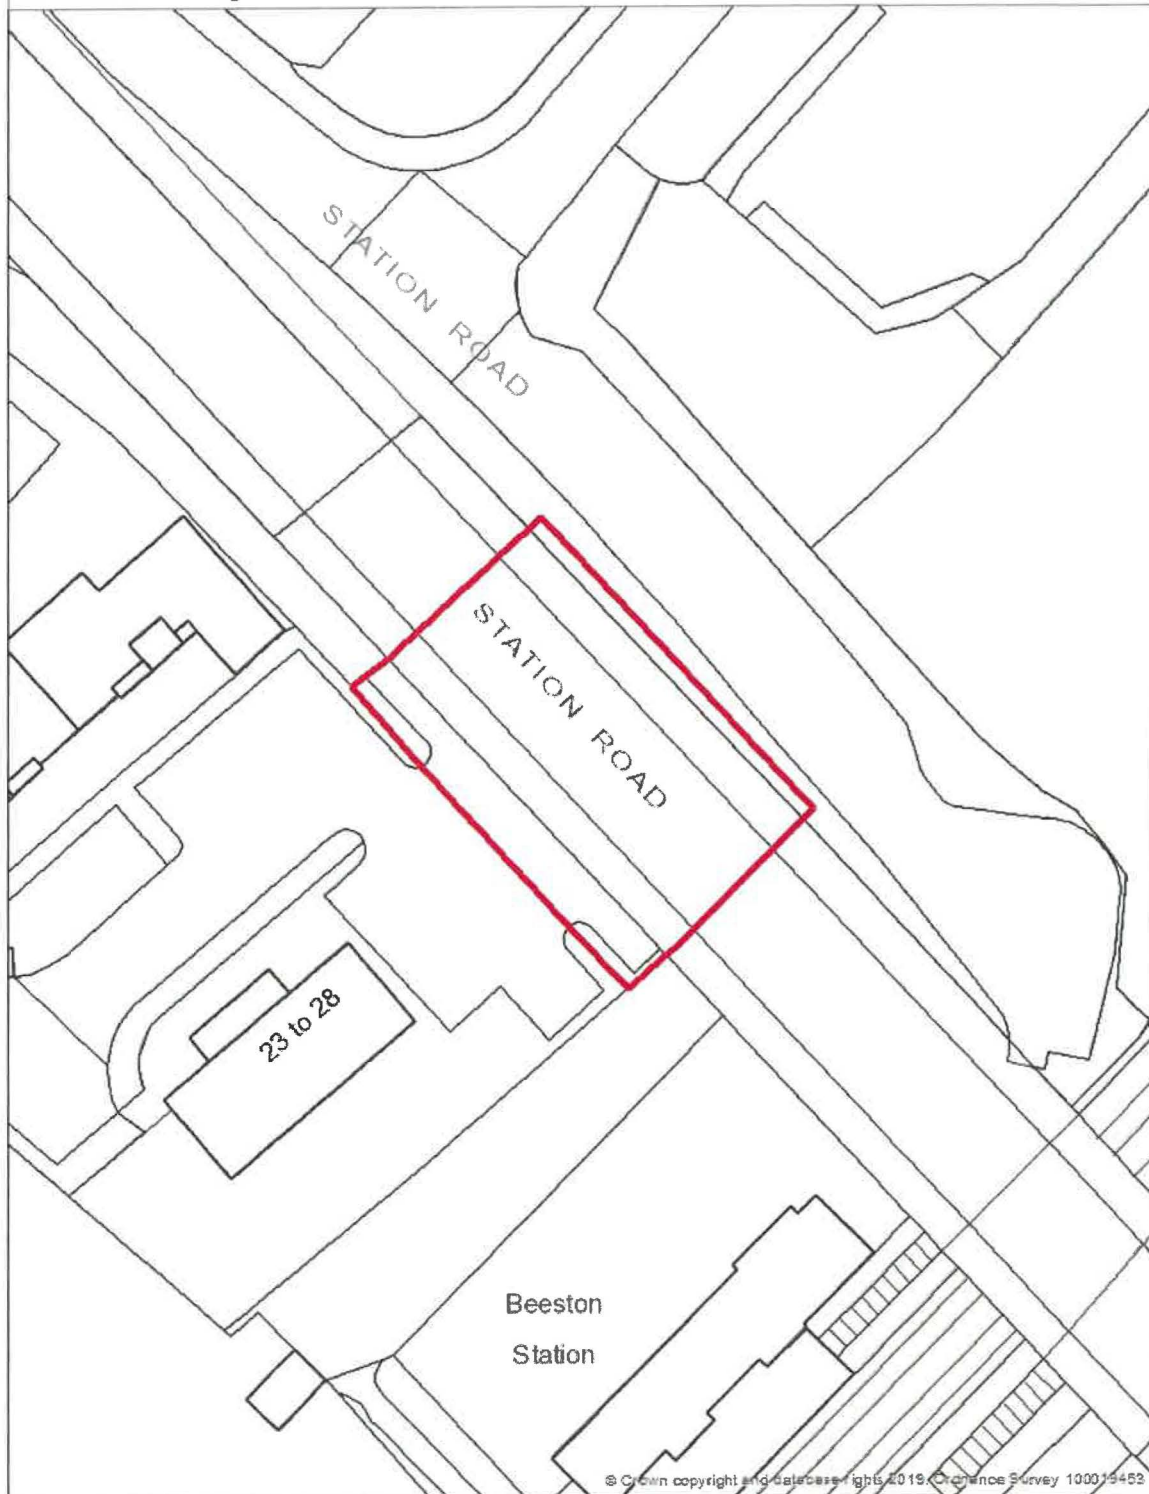 STATION ROAD
STATION ROAD
23 to 28
Beeston
Station
© Crown copyright and database rights 2019. Ordnance Survey 100019453